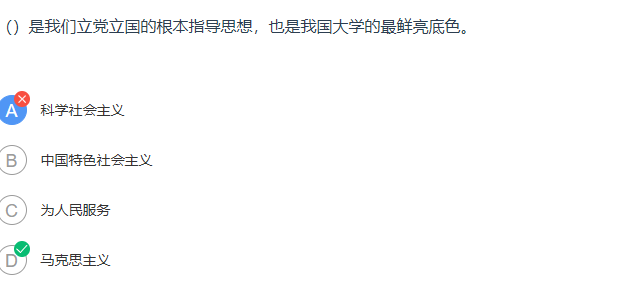 （）是我们立党立国的根本指导思想，也是我国大学的最鲜亮底色。
A 科学社会主义
B 中国特色社会主义
C 为人民服务
D 马克思主义